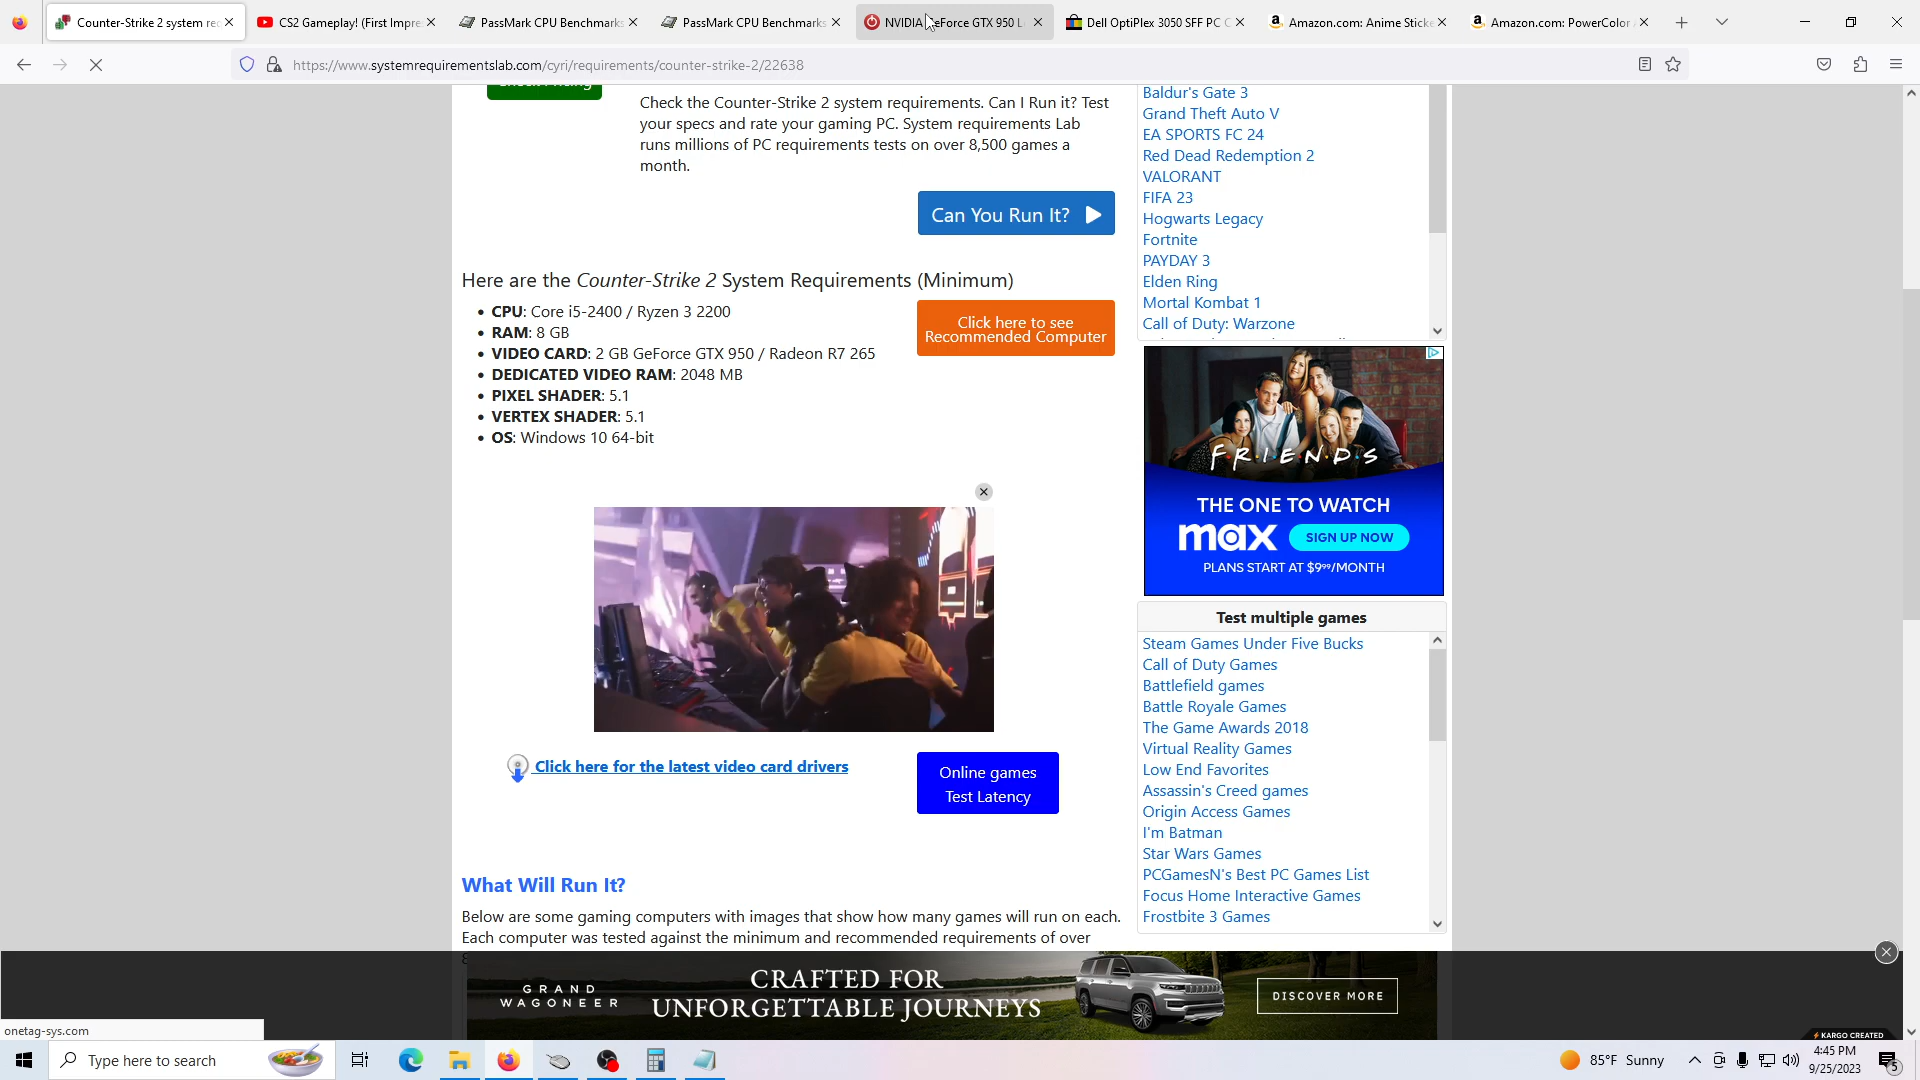 Counter-Strike 2 system re
CS2 Gameplay! (First Impre
PassMark CPU Benchmarks
PassMark CPU Benchmarks
NVIDIA GeForce GTX 950 L
Dell OptiPlex 3050 SFF PC C
Amazon.com: Anime Sticke
Amazon.com: PowerColor
https://www.systemrequirementslab.com/cyri/requirements/counter-strike-2/22638
Check the Counter-Strike 2 system requirements. Can I Run it? Test
your specs and rate your gaming PC. System requirements Lab
runs millions of PC requirements tests on over 8,500 games a
month.
Can You Run It?
Here are the Counter-Strike 2 System Requirements (Minimum)
• CPU: Core i5-2400 / Ryzen 3 2200
• RAM: 8 GB
• VIDEO CARD: 2 GB GeForce GTX 950 / Radeon R7 265
• DEDICATED VIDEO RAM: 2048 MB
• PIXEL SHADER: 5.1
• VERTEX SHADER: 5.1
• OS: Windows 10 64-bit
Click here to see
Recommended Computer
Click here for the latest video card drivers
Online games
Test Latency
What Will Run It?
Below are some gaming computers with images that show how many games will run on each.
Each computer was tested against the minimum and recommended requirements of over
Baldur's Gate 3
Grand Theft Auto V
EA SPORTS FC 24
Red Dead Redemption 2
VALORANT
FIFA 23
Hogwarts Legacy
Fortnite
PAYDAY 3
Elden Ring
Mortal Kombat 1
Call of Duty: Warzone
F·R·I·E·N·D·S
THE ONE TO WATCH
max SIGN UP NOW
PLANS START AT $9.99/MONTH
Test multiple games
Steam Games Under Five Bucks
Call of Duty Games
Battlefield games
Battle Royale Games
The Game Awards 2018
Virtual Reality Games
Low End Favorites
Assassin's Creed games
Origin Access Games
I'm Batman
Star Wars Games
PCGamesN's Best PC Games List
Focus Home Interactive Games
Frostbite 3 Games
GRAND
WAGONEER
CRAFTED FOR
UNFORGETTABLE JOURNEYS
DISCOVER MORE
KARGO CREATED
onetag-sys.com
Type here to search
85°F Sunny
4:45 PM
9/25/2023
5